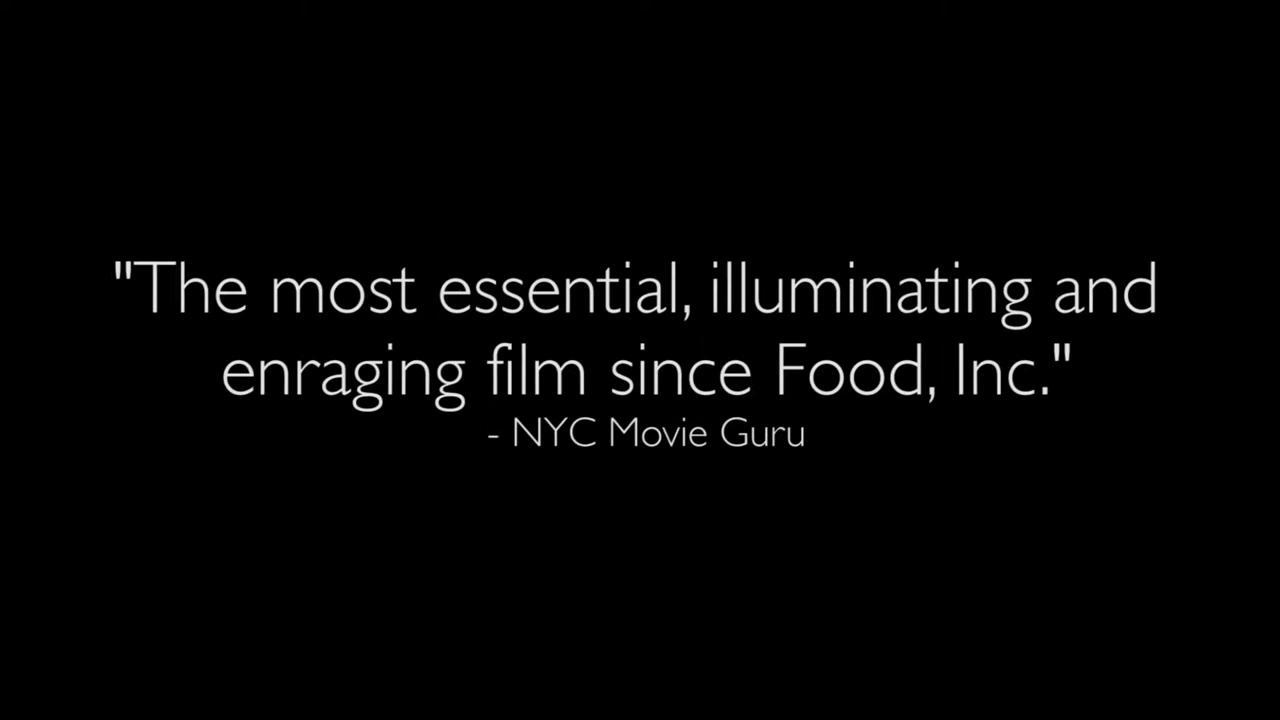 "The most essential, illuminating and
enraging film since Food, Inc."
- NYC Movie Guru